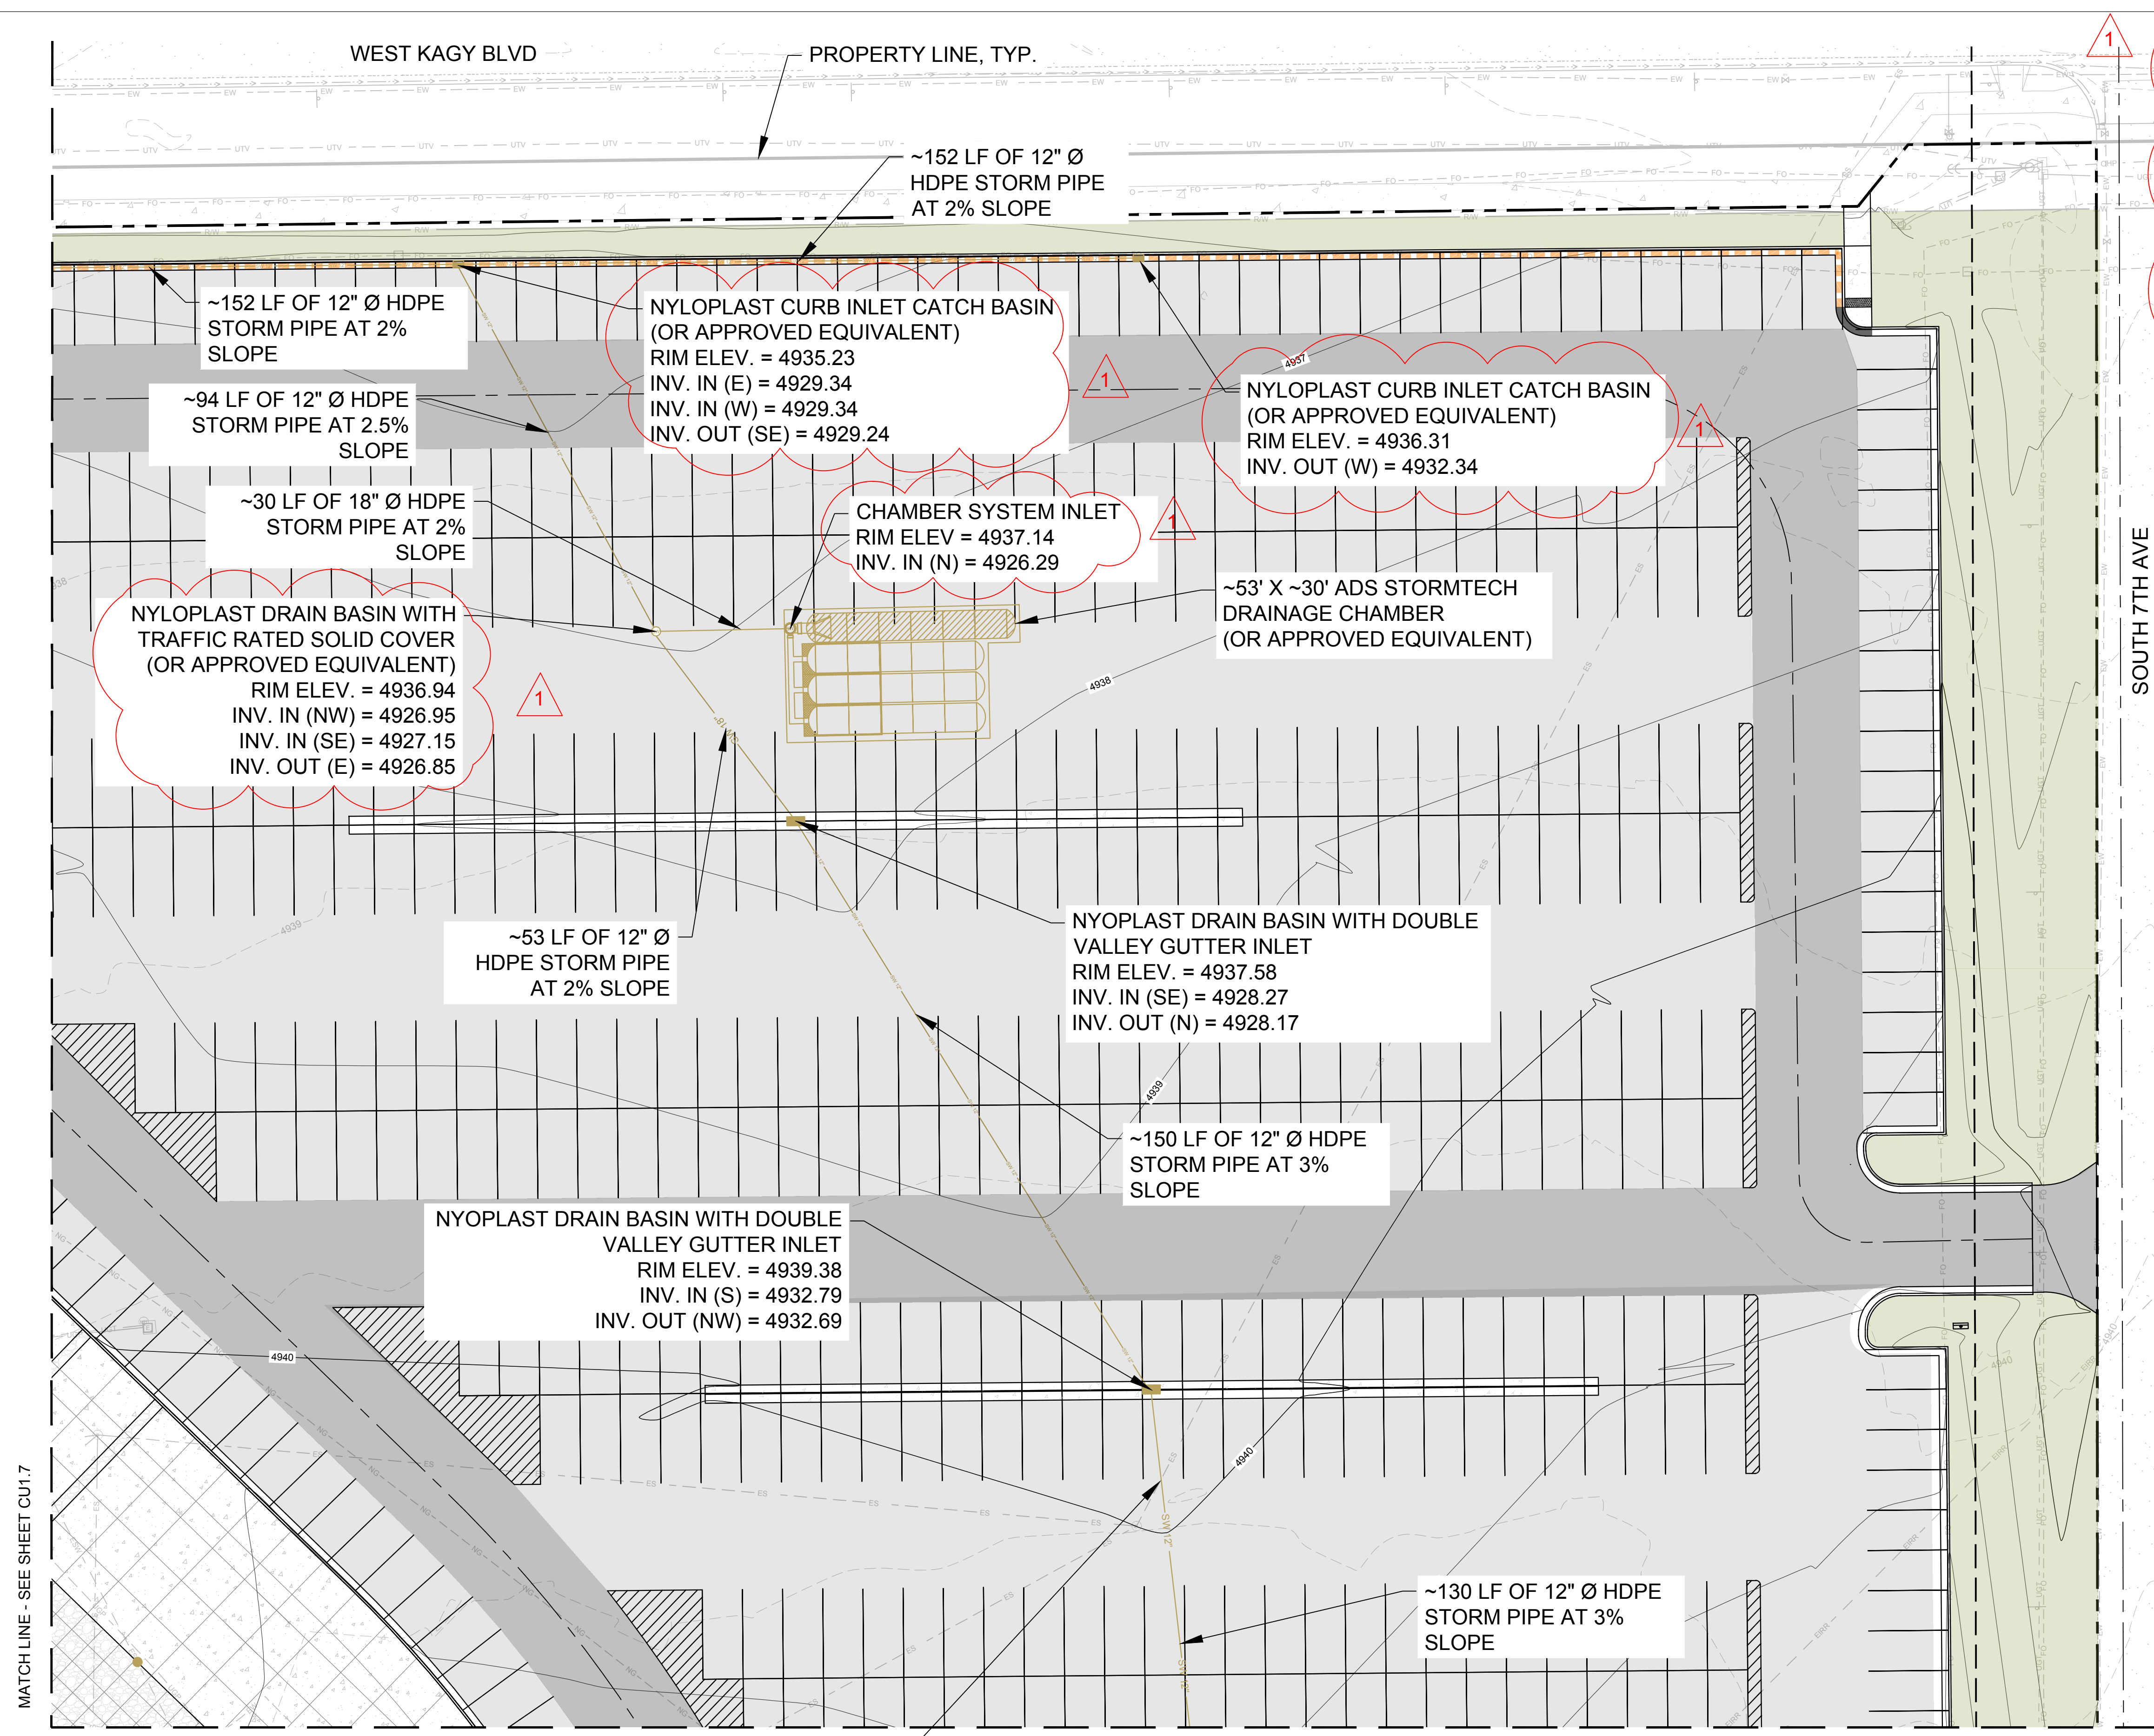 WEST KAGY BLVD
PROPERTY LINE, TYP.
1
~152 LF OF 12" Ø
HDPE STORM PIPE
AT 2% SLOPE
~152 LF OF 12" Ø HDPE
STORM PIPE AT 2%
SLOPE
NYLOPLAST CURB INLET CATCH BASIN
(OR APPROVED EQUIVALENT)
RIM ELEV. = 4935.23
INV. IN (E) = 4929.34
INV. IN (W) = 4929.34
INV. OUT (SE) = 4929.24
1
4937
NYLOPLAST CURB INLET CATCH BASIN
(OR APPROVED EQUIVALENT)
RIM ELEV. = 4936.31
INV. OUT (W) = 4932.34
1
~94 LF OF 12" Ø HDPE
STORM PIPE AT 2.5%
SLOPE
~30 LF OF 18" Ø HDPE
STORM PIPE AT 2%
SLOPE
CHAMBER SYSTEM INLET
RIM ELEV = 4937.14
INV. IN (N) = 4926.29
1
~53' X ~30' ADS STORMTECH
DRAINAGE CHAMBER
(OR APPROVED EQUIVALENT)
NYLOPLAST DRAIN BASIN WITH
TRAFFIC RATED SOLID COVER
(OR APPROVED EQUIVALENT)
RIM ELEV. = 4936.94
INV. IN (NW) = 4926.95
INV. IN (SE) = 4927.15
INV. OUT (E) = 4926.85
1
4938
SW 18"
SOUTH 7TH AVE
4939
~53 LF OF 12" Ø
HDPE STORM PIPE
AT 2% SLOPE
NYOPLAST DRAIN BASIN WITH DOUBLE
VALLEY GUTTER INLET
RIM ELEV. = 4937.58
INV. IN (SE) = 4928.27
INV. OUT (N) = 4928.17
4939
~150 LF OF 12" Ø HDPE
STORM PIPE AT 3%
SLOPE
NYOPLAST DRAIN BASIN WITH DOUBLE
VALLEY GUTTER INLET
RIM ELEV. = 4939.38
INV. IN (S) = 4932.79
INV. OUT (NW) = 4932.69
4940
4940
4940
4940
SW 12"
~130 LF OF 12" Ø HDPE
STORM PIPE AT 3%
SLOPE
SW 12"
MATCH LINE - SEE SHEET CU1.7